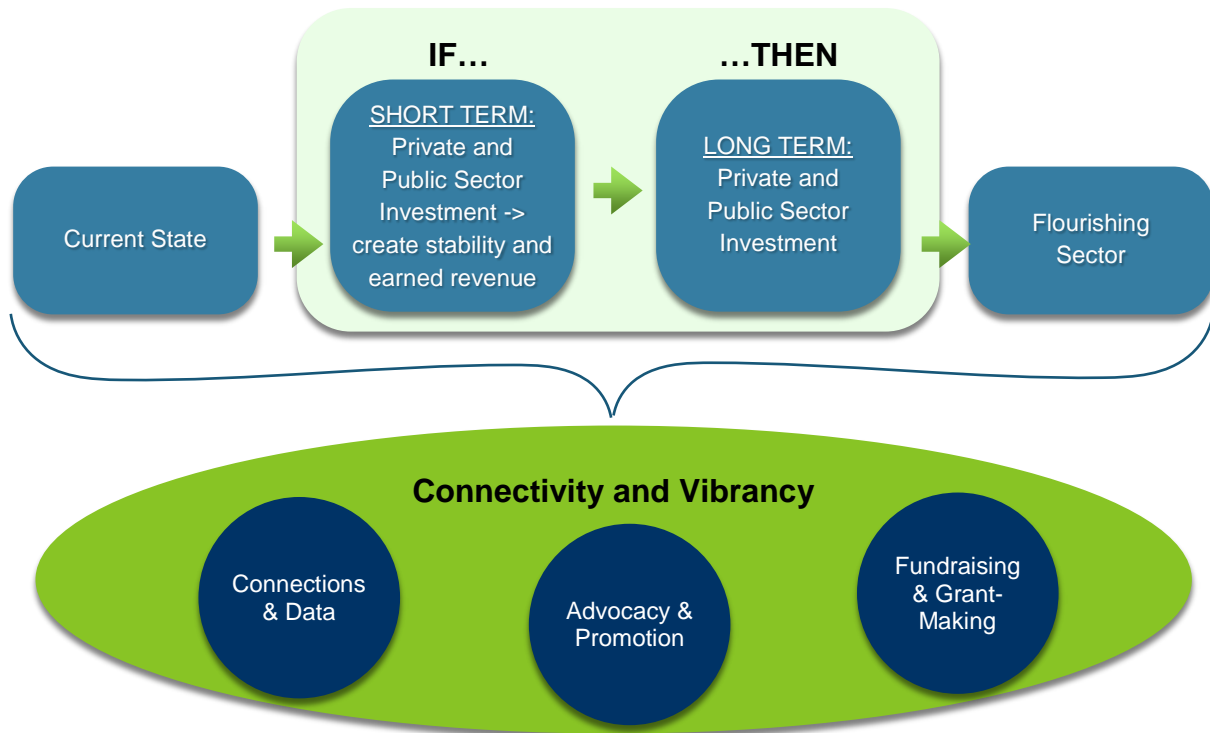 IF…
…THEN
SHORT TERM:
Private and
Public Sector
Investment ->
create stability and
earned revenue
LONG TERM:
Private and
Public Sector
Investment
Current State
Flourishing
Sector
Connectivity and Vibrancy
Connections
& Data
Advocacy &
Promotion
Fundraising
& Grant-
Making